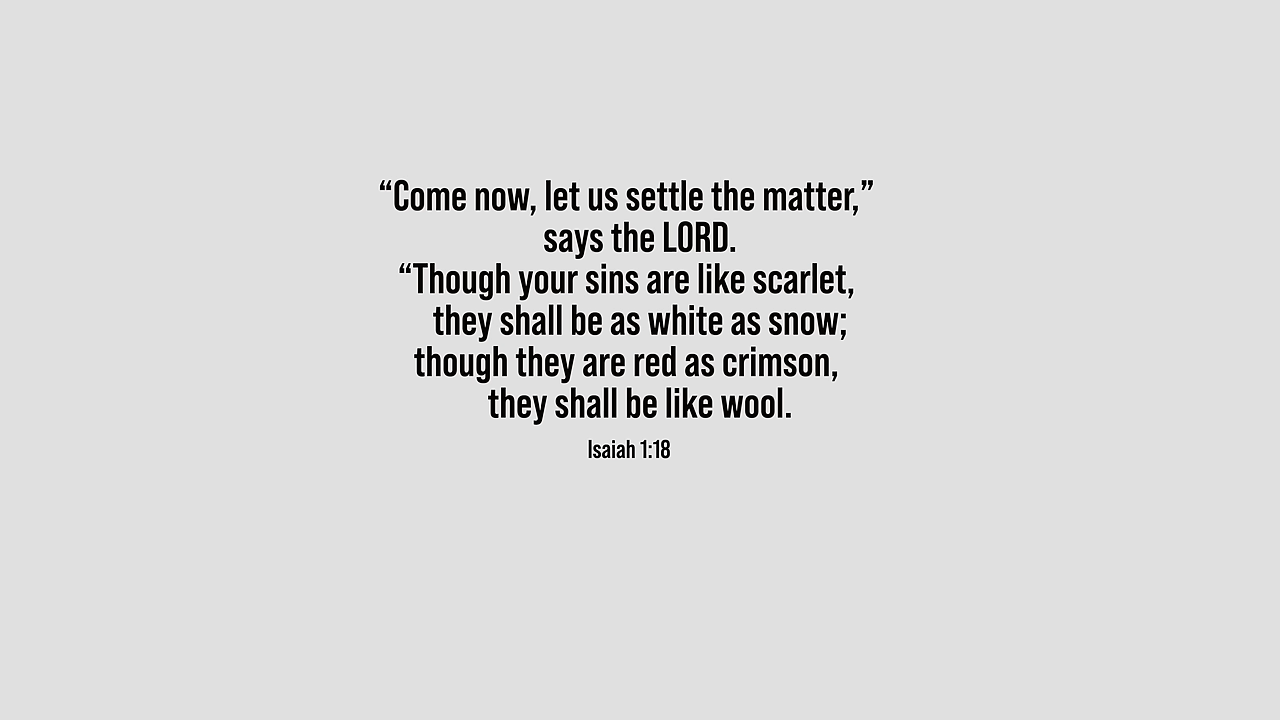 “Come now, let us settle the matter,”
says the LORD.
“Though your sins are like scarlet,
they shall be as white as snow;
though they are red as crimson,
they shall be like wool.
Isaiah 1:18